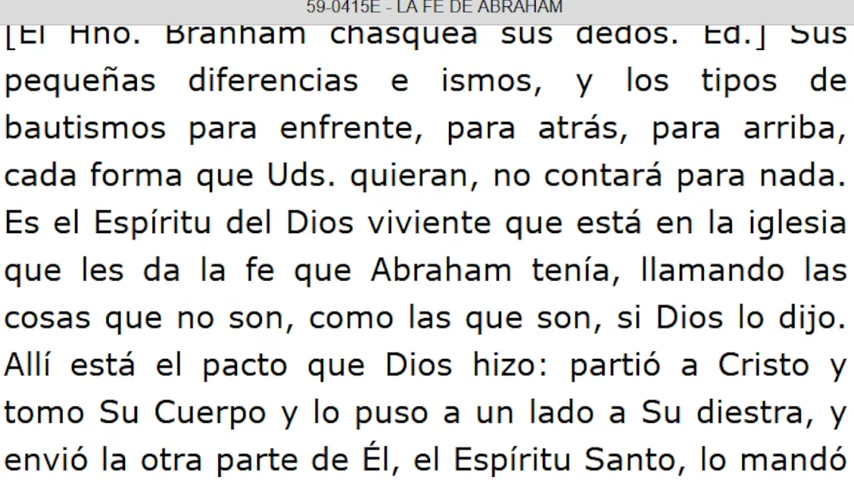 59-0415E - LA FE DE ABRAHAM
[El Hno. Branham chasquea sus dedos. Ed.] Sus
pequeñas diferencias e ismos, y los tipos de
bautismos para enfrente, para atrás, para arriba,
cada forma que Uds. quieran, no contará para nada.
Es el Espíritu del Dios viviente que está en la iglesia
que les da la fe que Abraham tenía, llamando las
cosas que no son, como las que son, si Dios lo dijo.
Allí está el pacto que Dios hizo: partió a Cristo y
tomo Su Cuerpo y lo puso a un lado a Su diestra, y
envió la otra parte de Él, el Espíritu Santo, lo mandó